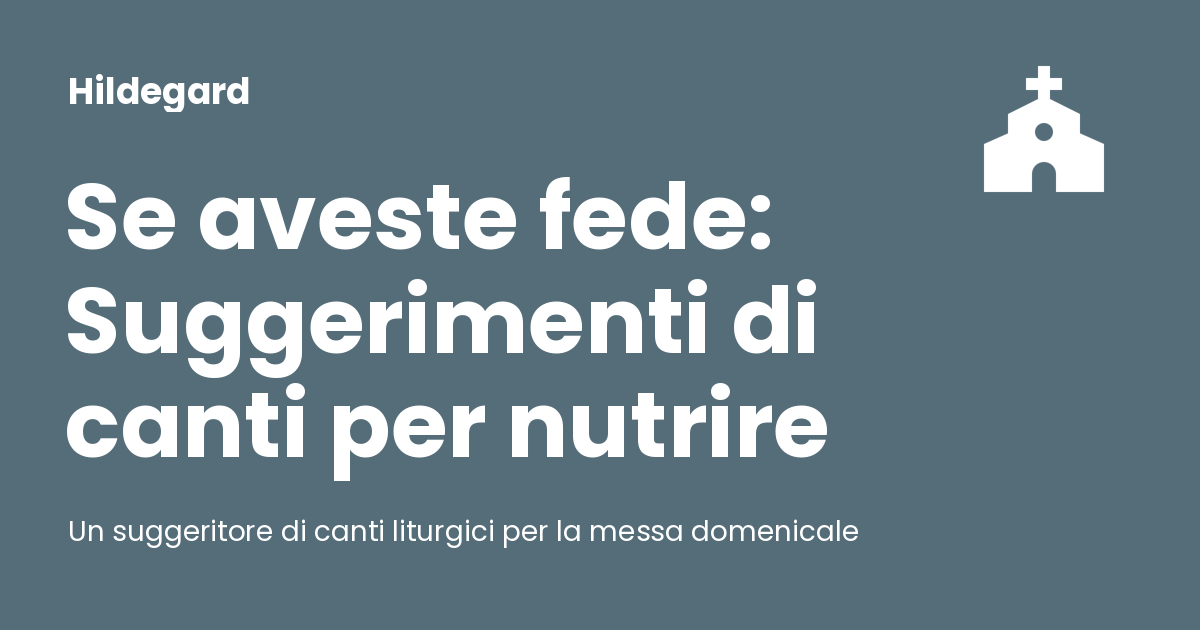 Hildegard
Se aveste fede:
Suggerimenti di
canti per nutrire
Un suggeritore di canti liturgici per la messa domenicale